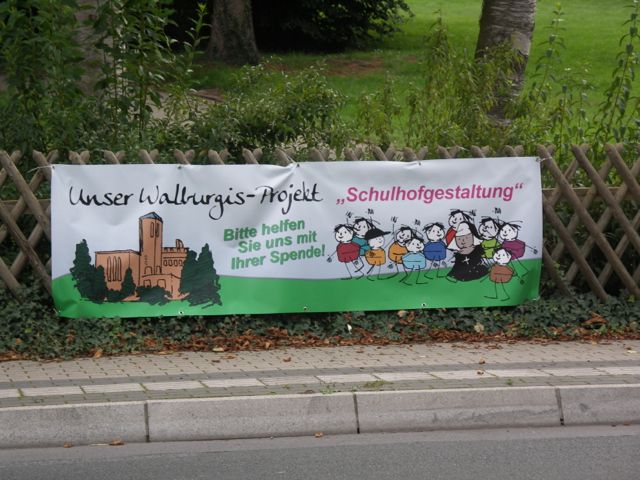 Unser Walburgis-Projekt „Schulhofgestaltung“
Bitte helfen
Sie uns mit
Ihrer Spende!